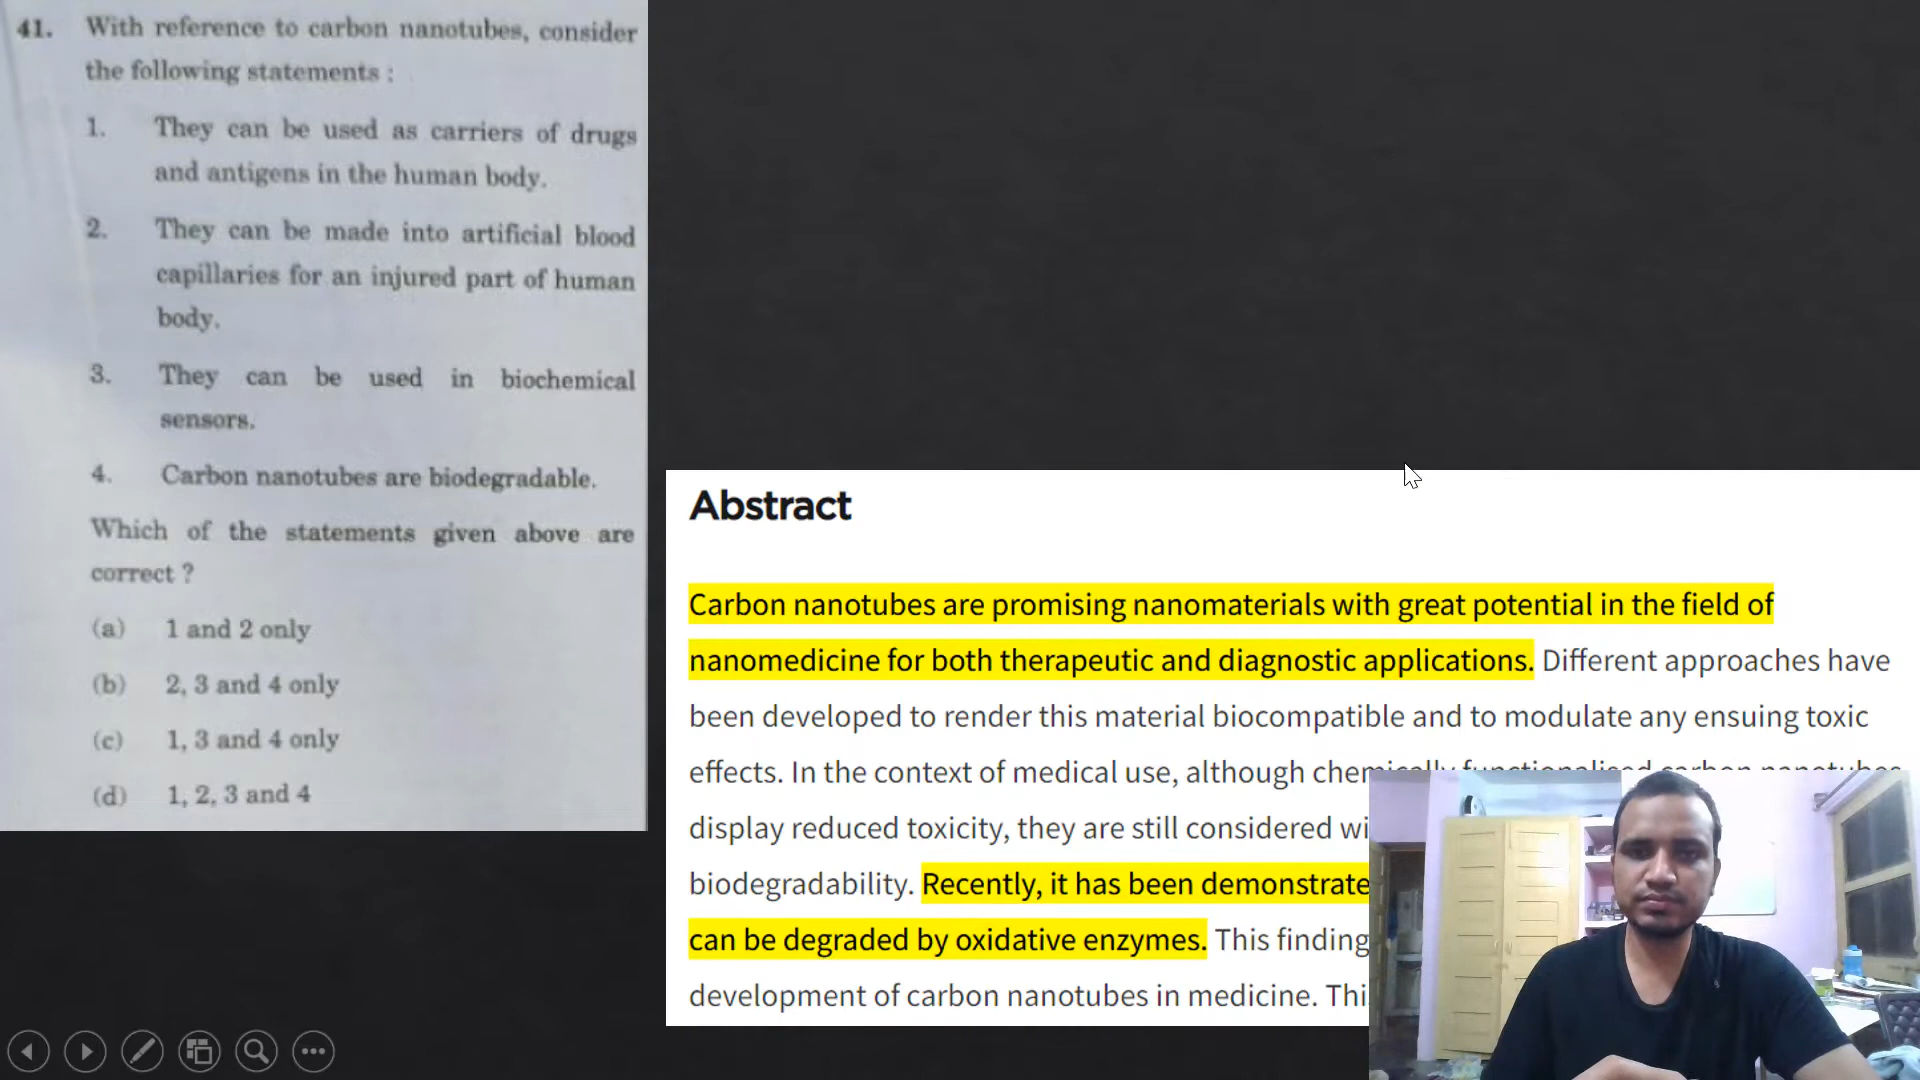 41. With reference to carbon nanotubes, consider
the following statements :
1. They can be used as carriers of drugs
and antigens in the human body.
2. They can be made into artificial blood
capillaries for an injured part of human
body.
3. They can be used in biochemical
sensors.
4. Carbon nanotubes are biodegradable.
Which of the statements given above are
correct ?
(a) 1 and 2 only
(b) 2, 3 and 4 only
(c) 1, 3 and 4 only
(d) 1, 2, 3 and 4
Abstract
Carbon nanotubes are promising nanomaterials with great potential in the field of
nanomedicine for both therapeutic and diagnostic applications. Different approaches have
been developed to render this material biocompatible and to modulate any ensuing toxic
effects. In the context of medical use, although chemically functionalised carbon nanotubes
display reduced toxicity, they are still considered
biodegradability. Recently, it has been
can be degraded by oxidative enzymes. This finding
development of carbon nanotubes in medicine.